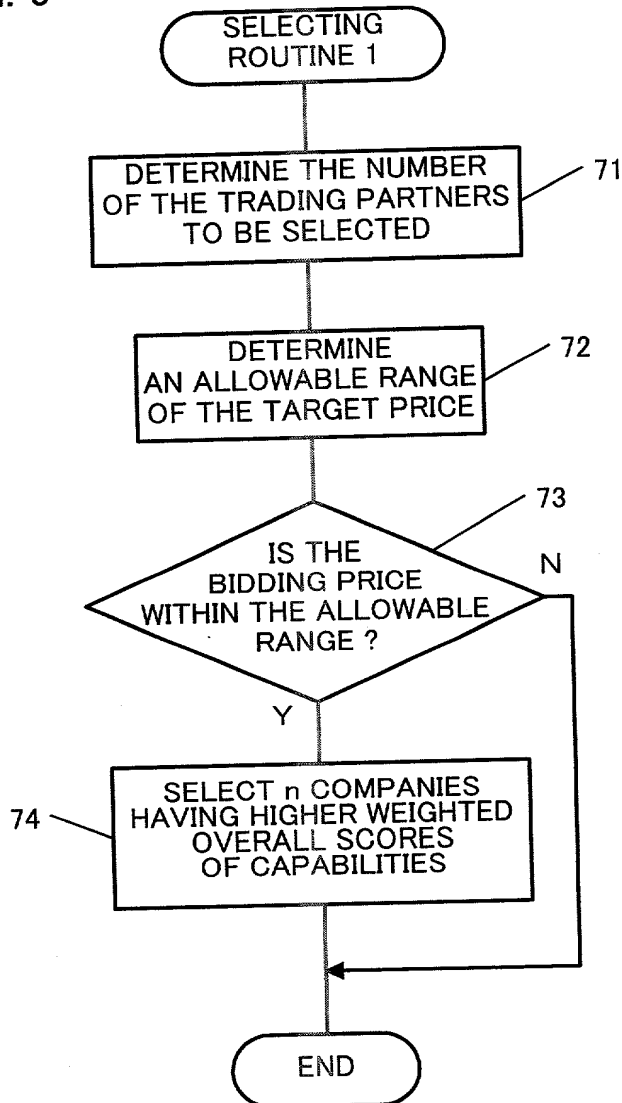 SELECTING
ROUTINE 1
DETERMINE THE NUMBER
OF THE TRADING PARTNERS
TO BE SELECTED
71
DETERMINE
AN ALLOWABLE RANGE
OF THE TARGET PRICE
72
73
IS THE
BIDDING PRICE
WITHIN THE ALLOWABLE
RANGE ?
N
Y
SELECT n COMPANIES
HAVING HIGHER WEIGHTED
OVERALL SCORES
OF CAPABILITIES
74
END